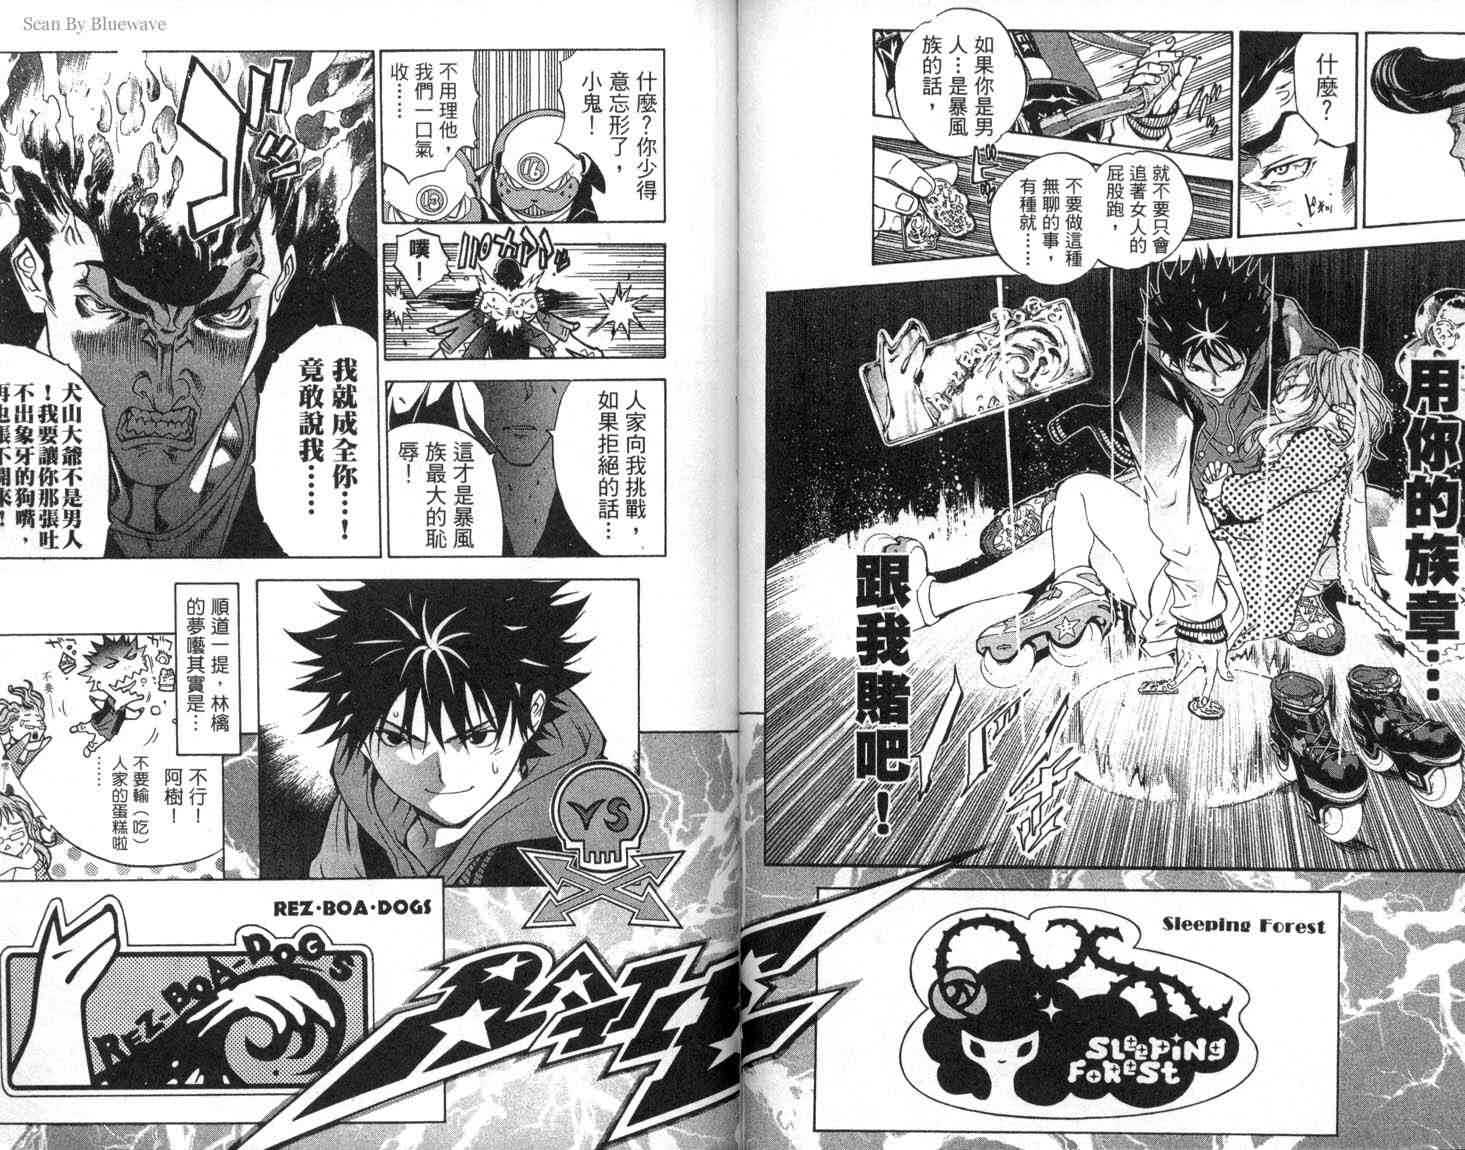 Scan By Bluewave
什麼？
如果你是男
人…是暴風
族的話，
就不要只會
追著女人的
屁股跑，
不要做這種
無聊的事，
有種就……
用你的族章…
跟我賭吧！
Sleeping Forest
SLEEPING
FOREST
什麼？你少得
意忘形了，
小鬼！
不用理他，
我們一口氣
收……
16
13
噗！
人家向我挑戰，
如果拒絕的話…
這才是暴風
族最大的恥
辱！
我就成全你…！
竟敢說我……
犬山大爺不是男人
！我要讓你那張吐
不出象牙的狗嘴，
再也張不開來！
順道一提，林檎
的夢囈其實是…
不行！
阿樹！
不要輸（吃）
人家的蛋糕啦
……
不要
YS
REZ·BOA·DOGS
REZ-BOA-DOGS
BATTLE